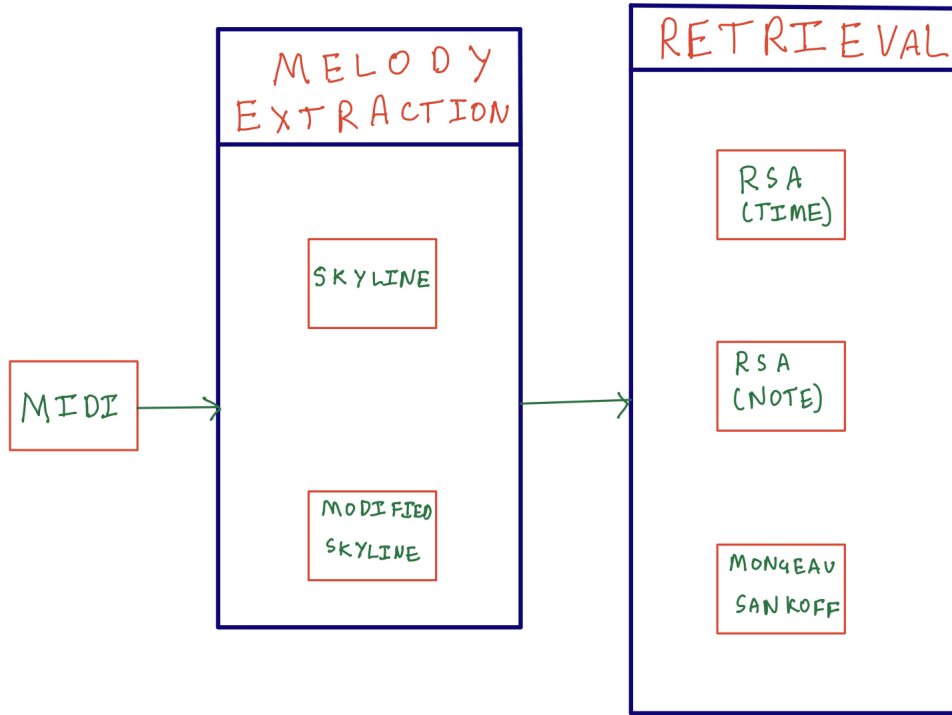 MIDI
MELODY
EXTRACTION
SKYLINE
MODIFIED
SKYLINE
RETRIEVAL
RSA
(TIME)
RSA
(NOTE)
MONGEAU
SANKOFF